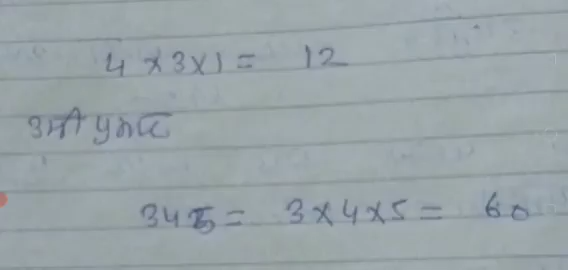 4 × 3 × 1 = 12
345 = 3 × 4 × 5 = 60